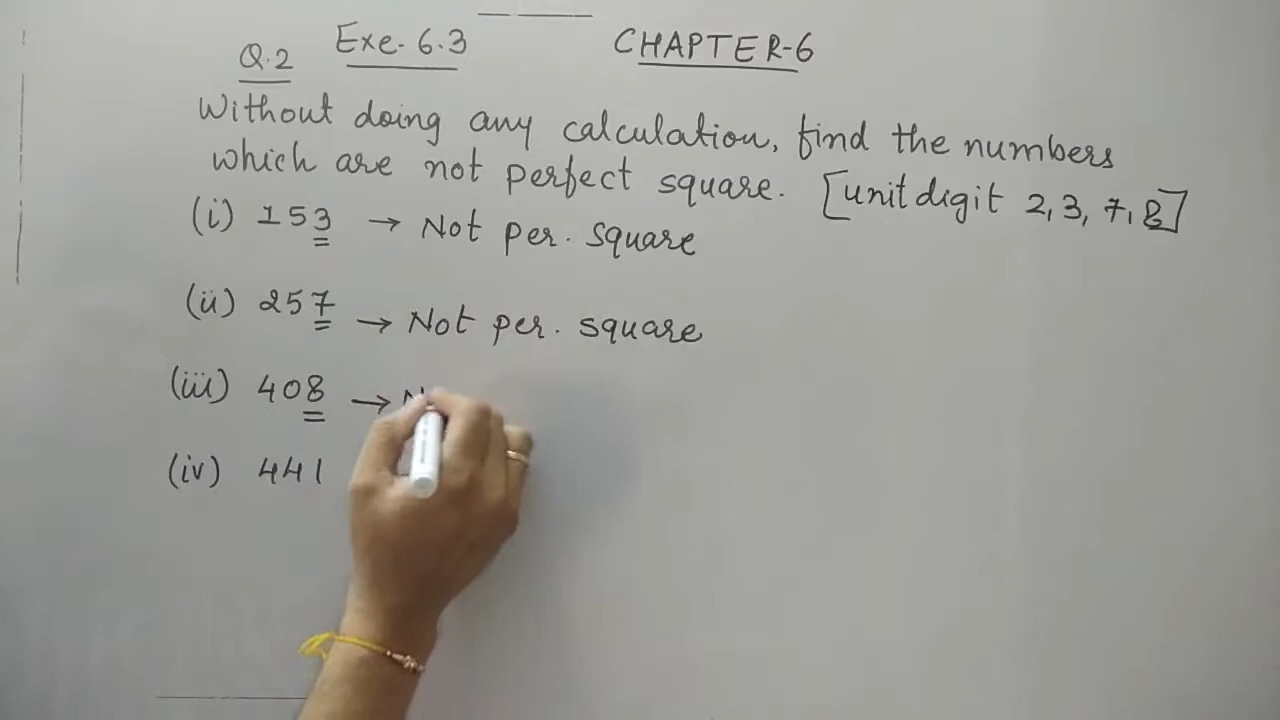 Exe. 6.3 CHAPTER-6
Q.2
Without doing any calculation, find the numbers
which are not perfect square. [unit digit 2, 3, 7, 8]
(i) 153 → Not per. square
(ii) 257 → Not per. square
(iii) 408 →
(iv) 441